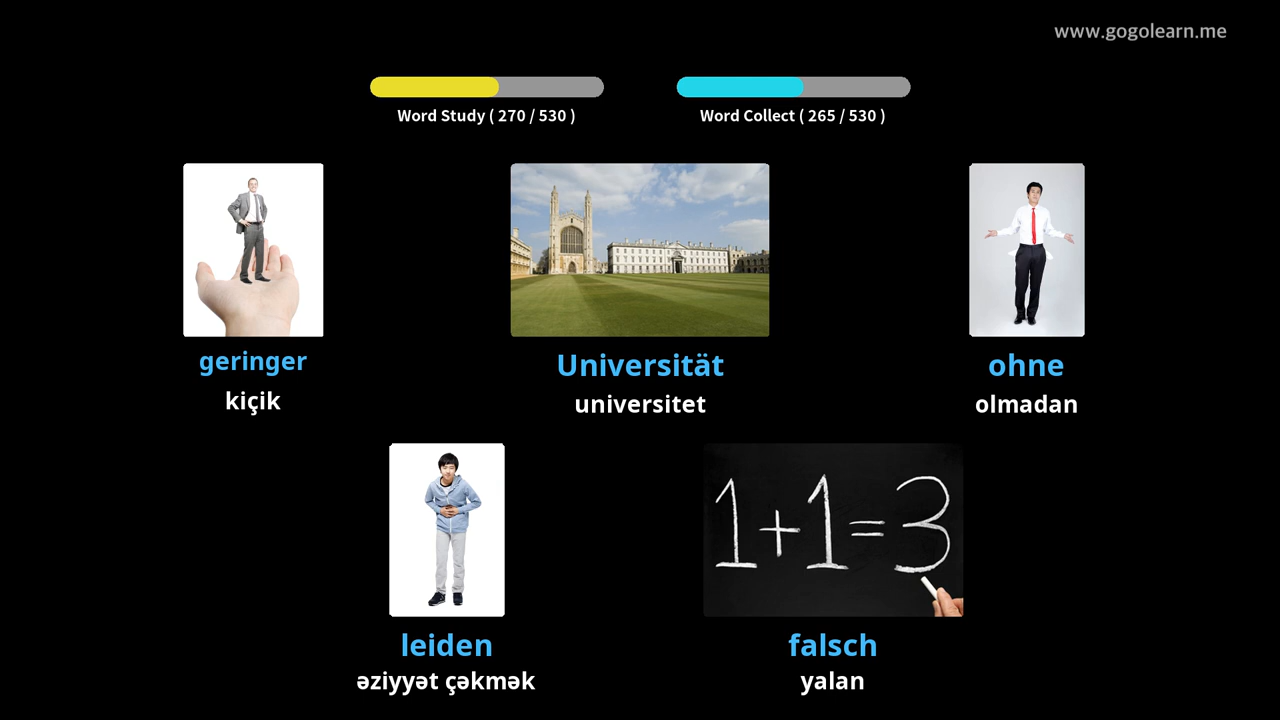 www.gogolearn.me
Word Study ( 270 / 530 )
Word Collect ( 265 / 530 )
geringer
kiçik
Universität
universitet
ohne
olmadan
1+1=3
leiden
əziyyət çəkmək
falsch
yalan